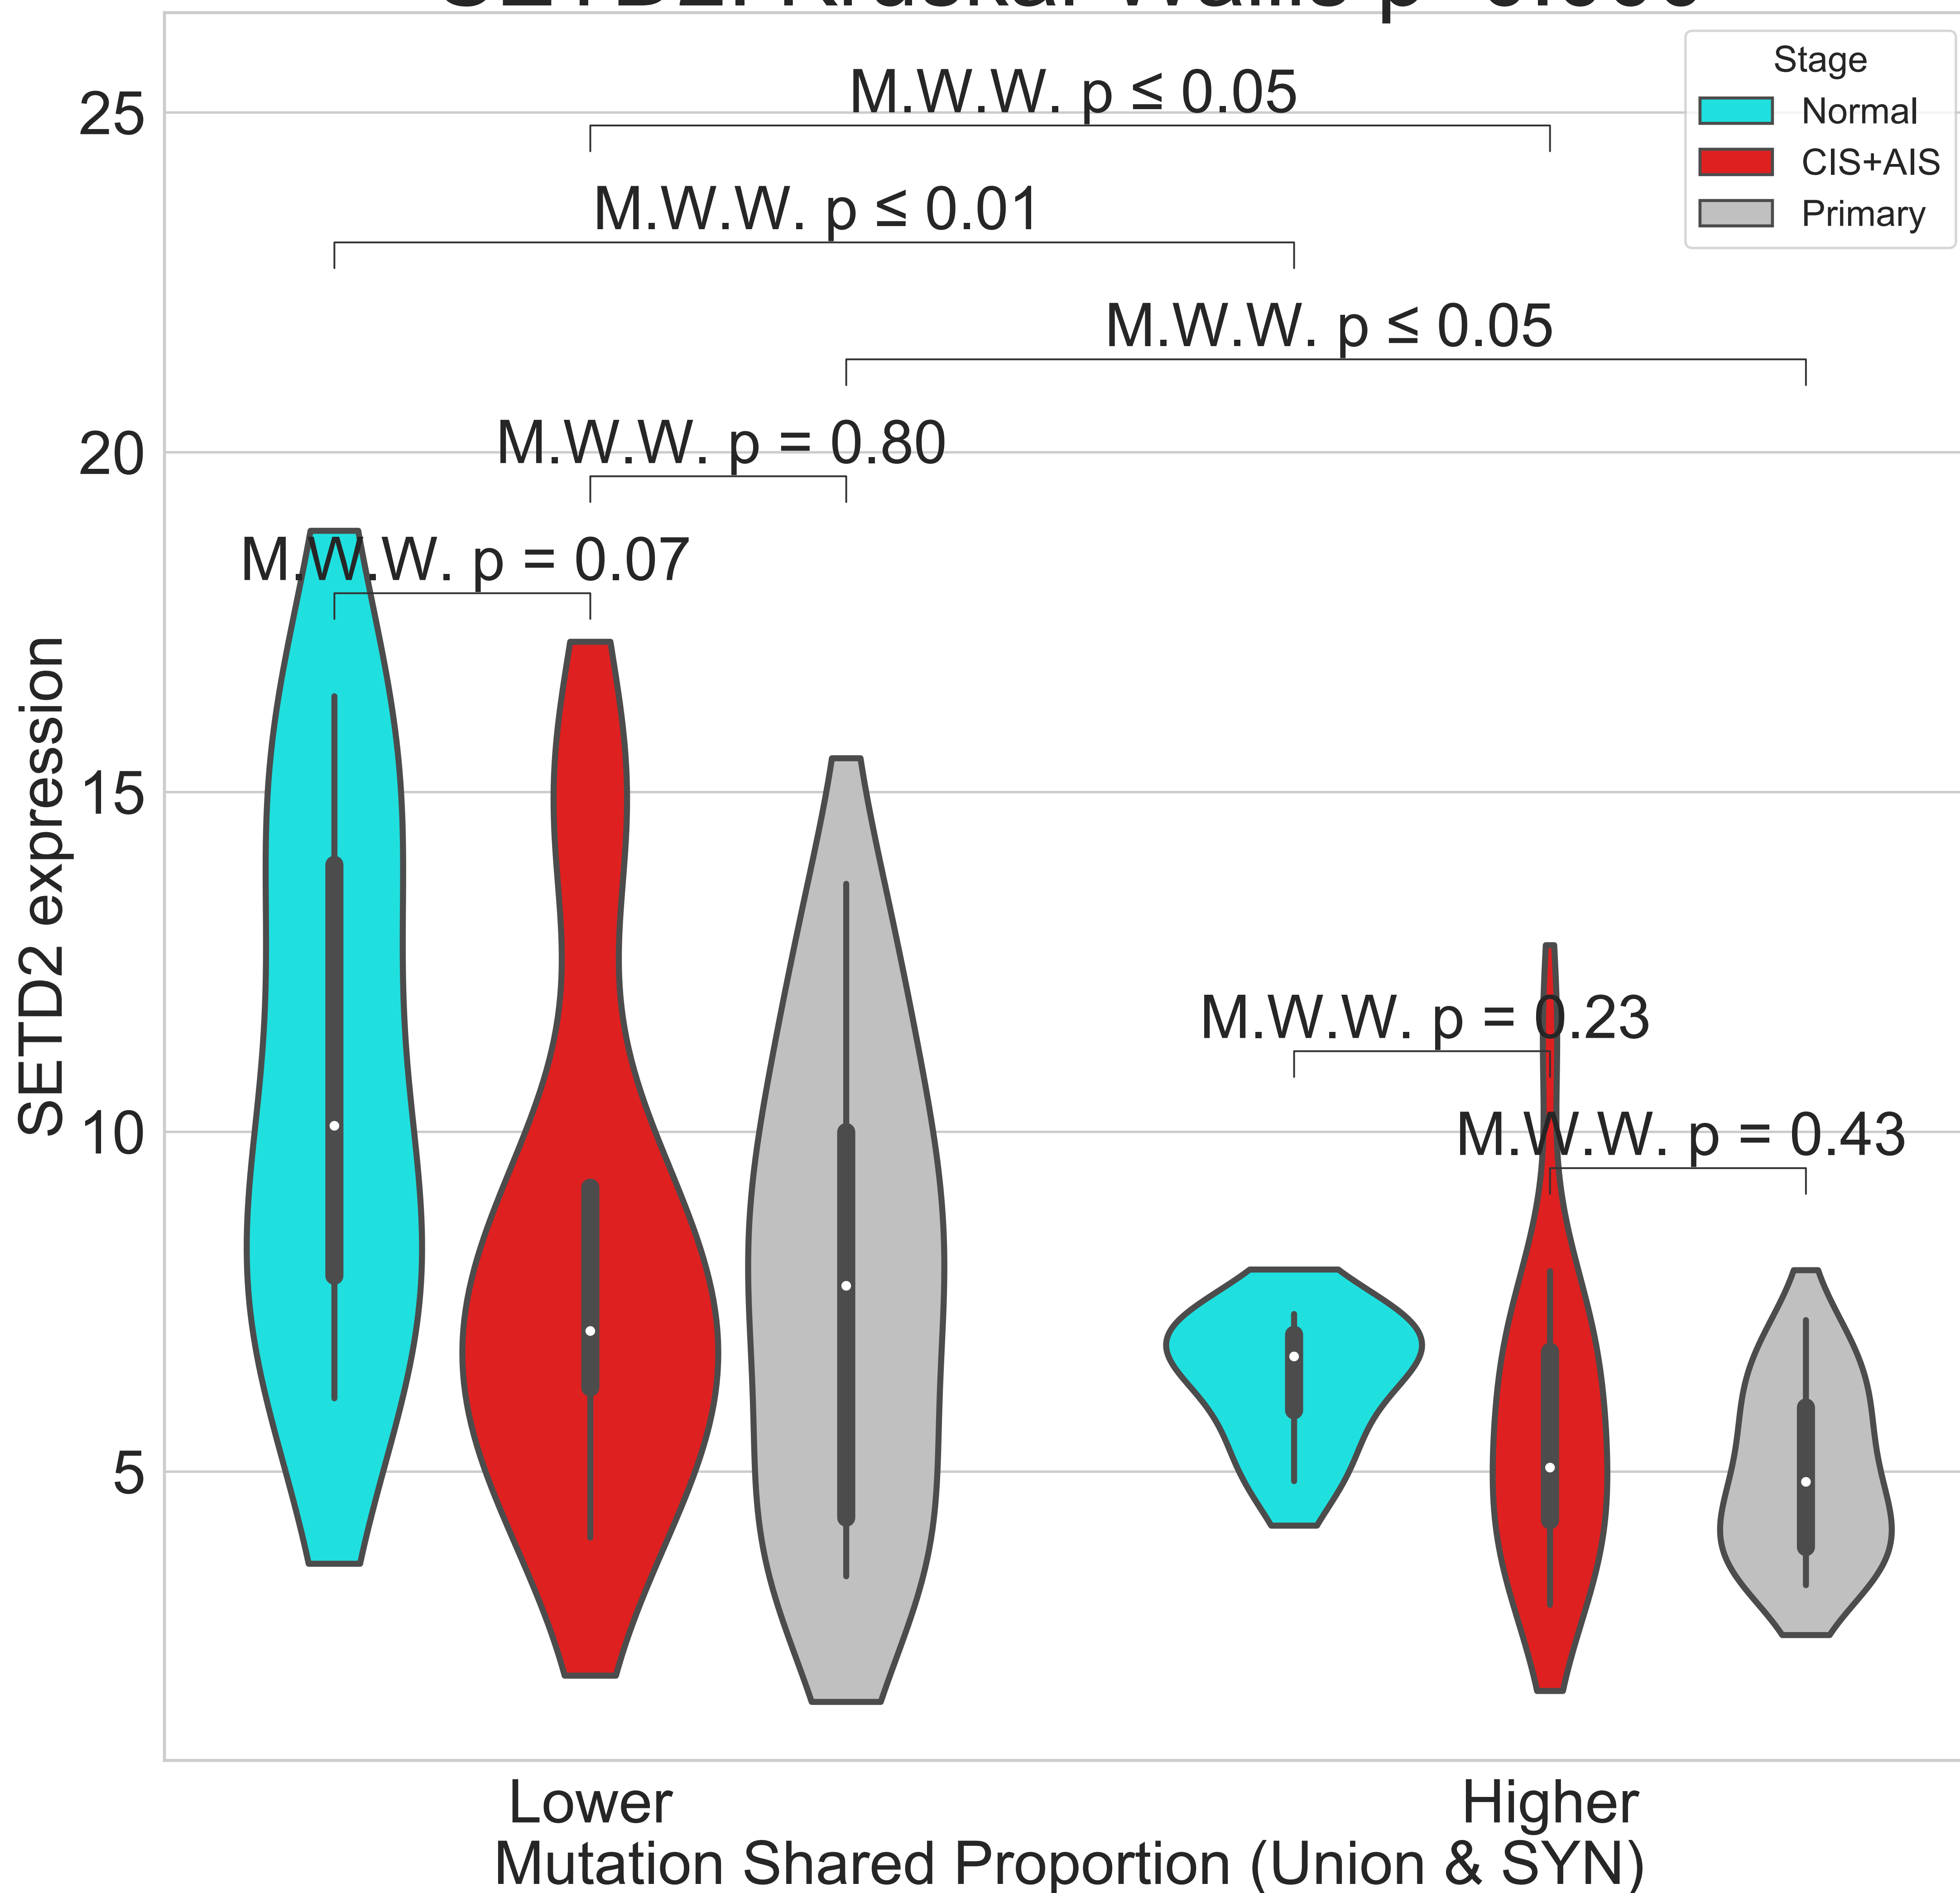 M.W.W. p ≤ 0.05
M.W.W. p ≤ 0.01
M.W.W. p ≤ 0.05
M.W.W. p = 0.80
M.W.W. p = 0.07
M.W.W. p = 0.23
M.W.W. p = 0.43
Stage
Normal
CIS+AIS
Primary
25
20
15
10
5
SETD2 expression
Lower
Higher
Mutation Shared Proportion (Union & SYN)